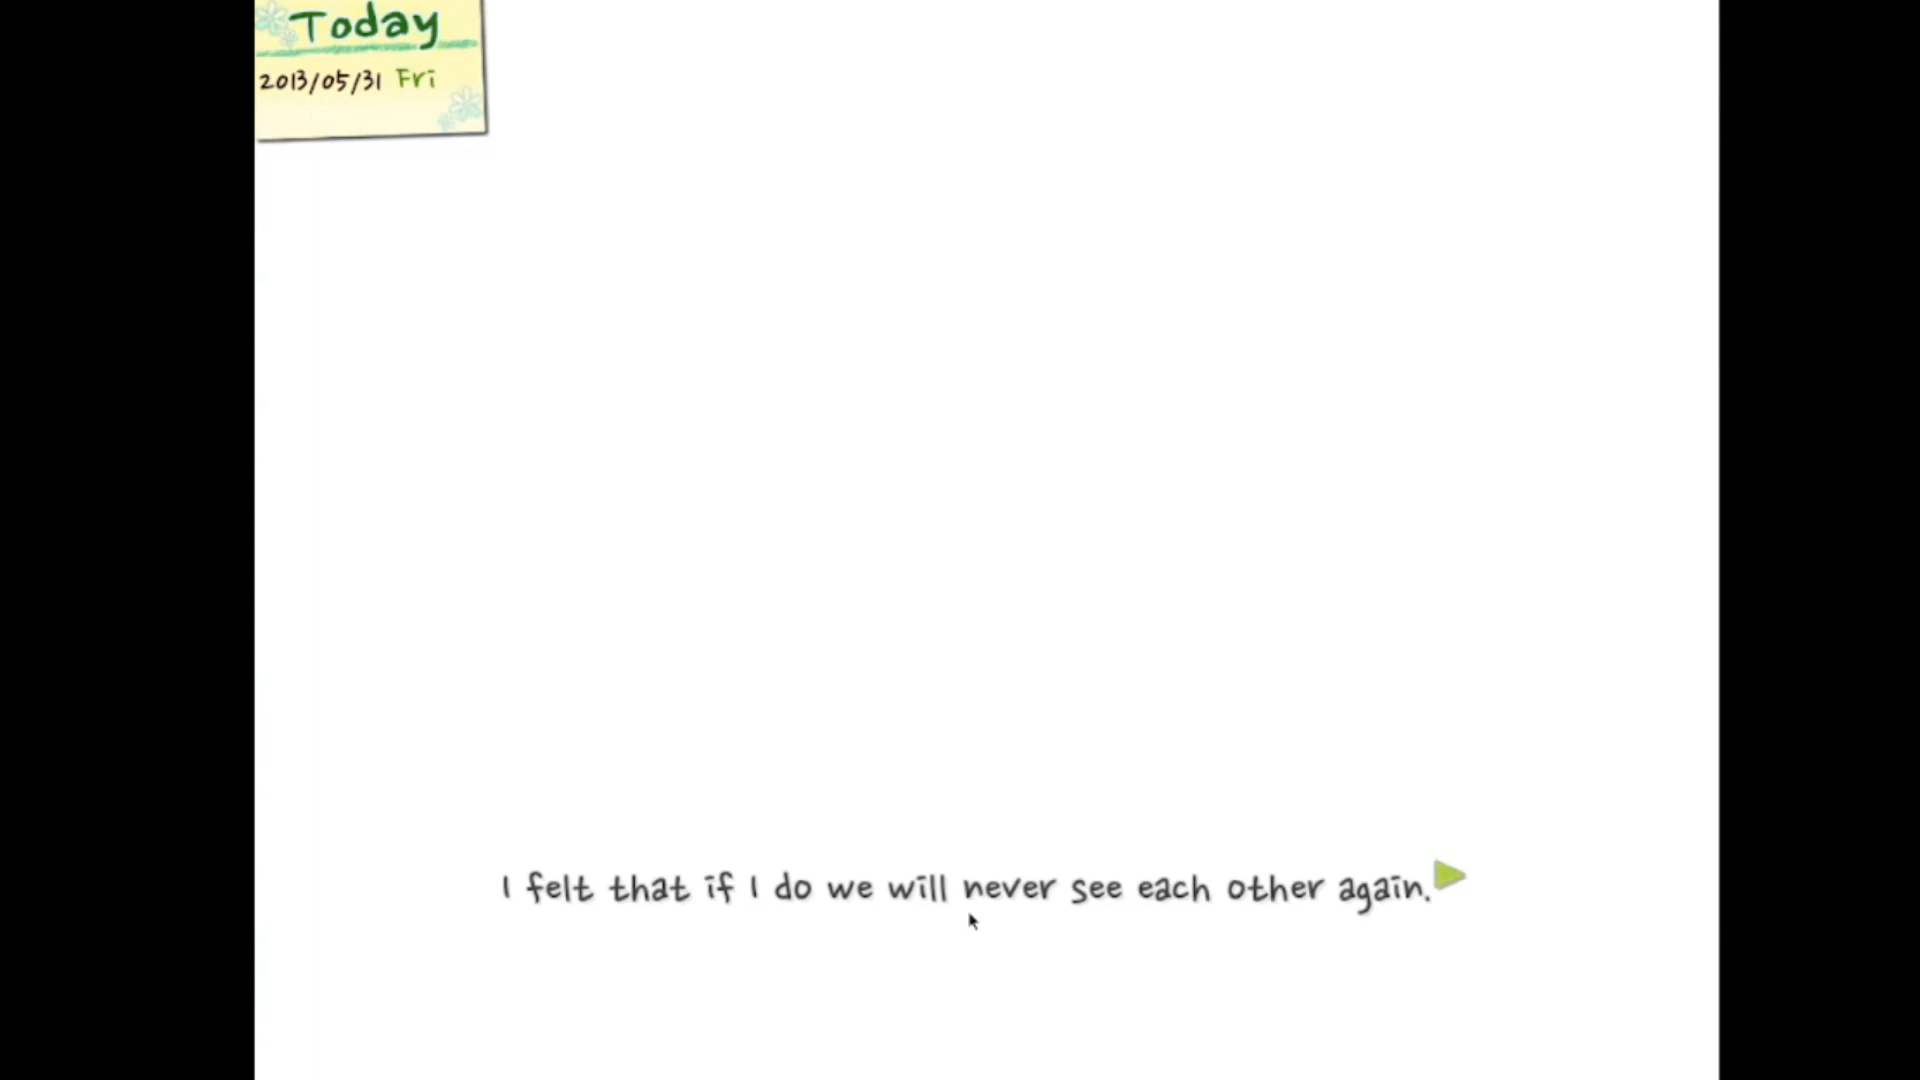 Today
2013/05/31 Fri
I felt that if I do we will never see each other again.